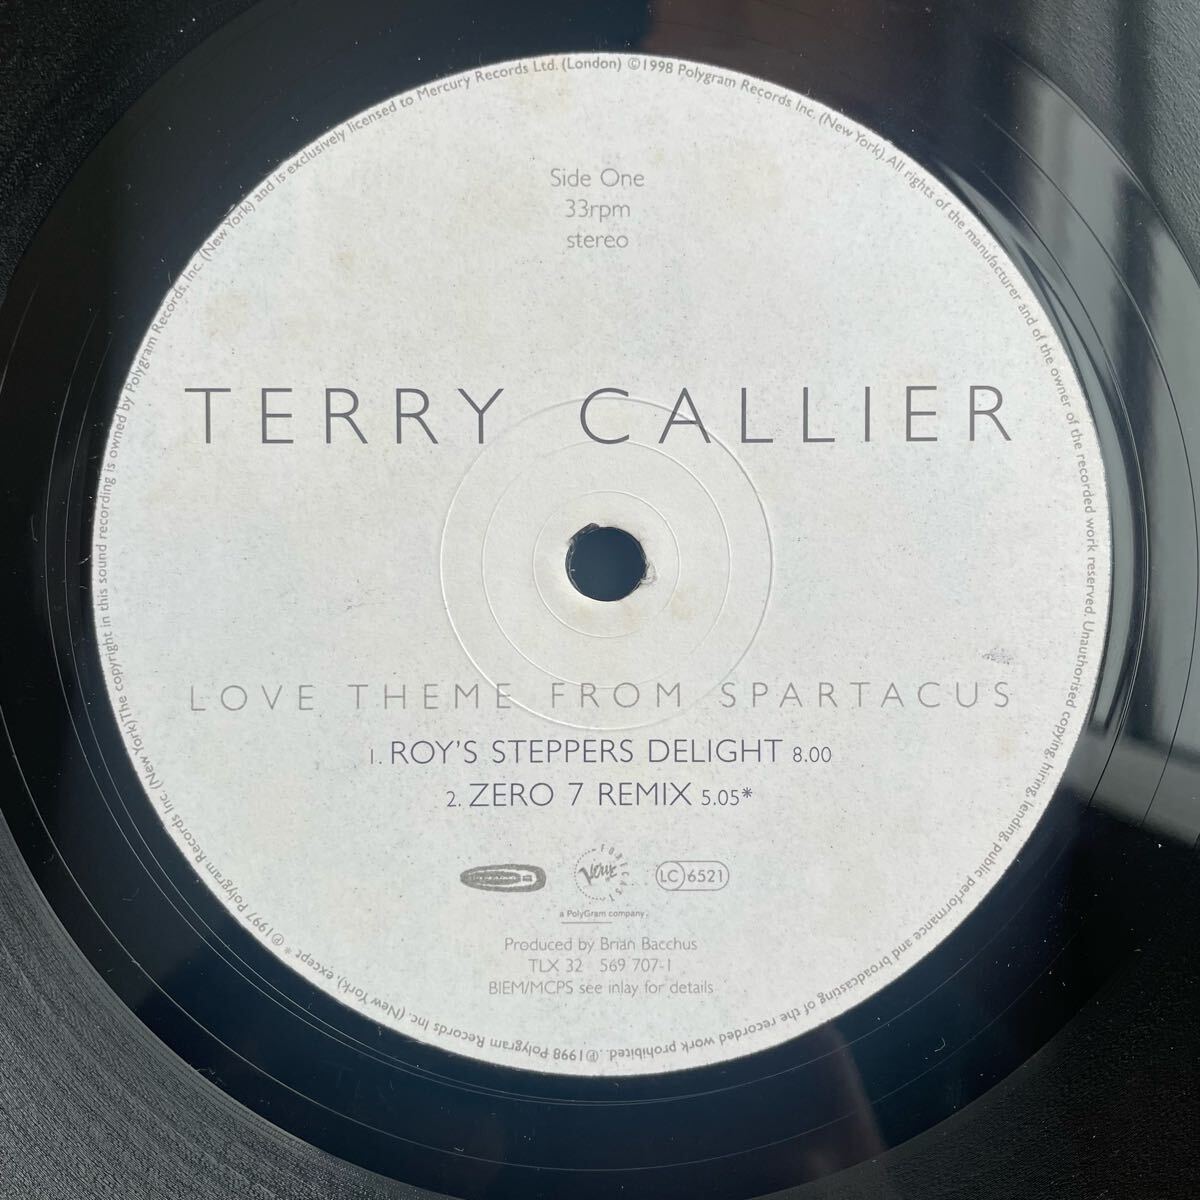 Side One
33rpm
stereo
TERRY CALLIER
LOVE THEME FROM SPARTACUS
1. ROY'S STEPPERS DELIGHT 8.00
2. ZERO 7 REMIX 5.05*
VERVE
FORECAST
LC 6521
a PolyGram company.
Produced by Brian Bacchus
TLX 32 569 707-1
BIEM/MCPS see inlay for details
The copyright in this sound recording is owned by Polygram Records, Inc. (New York) and is exclusively licensed to Mercury Records Ltd. (London) ©1998 Polygram Records Inc. (New York). All rights of the manufacturer and of the owner of the recorded work reserved. Unauthorised copying, hiring, lending, public performance and broadcasting of the recorded work prohibited. ℗1998 Polygram Records Inc. (New York), except * ℗1997 Polygram Records Inc. (New York)